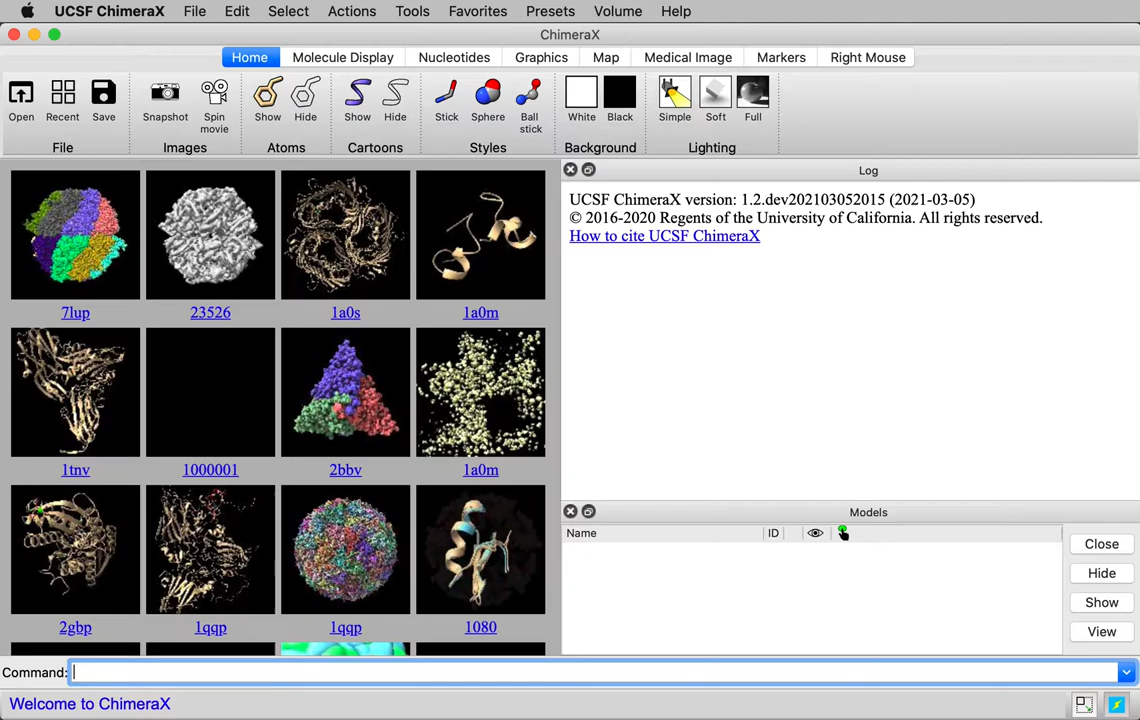 UCSF ChimeraX File Edit Select Actions Tools Favorites Presets Volume Help
ChimeraX
Home Molecule Display Nucleotides Graphics Map Medical Image Markers Right Mouse
Open Recent Save Snapshot Spin movie Show Hide Show Hide Stick Sphere Ball stick White Black Simple Soft Full
File Images Atoms Cartoons Styles Background Lighting
7lup 23526 1a0s 1a0m
1tnv 1000001 2bbv 1a0m
2gbp 1qqp 1qqp 1080
Log
UCSF ChimeraX version: 1.2.dev202103052015 (2021-03-05)
© 2016-2020 Regents of the University of California. All rights reserved.
How to cite UCSF ChimeraX
Models
Name ID
Close
Hide
Show
View
Command:
Welcome to ChimeraX